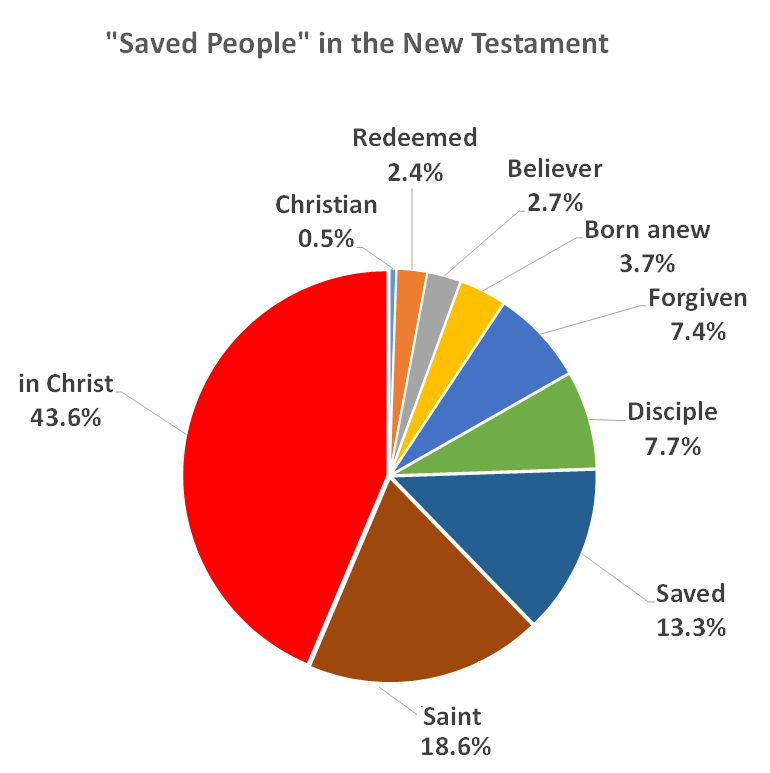 "Saved People" in the New Testament
Redeemed
2.4%
Believer
2.7%
Christian
0.5%
Born anew
3.7%
Forgiven
7.4%
in Christ
43.6%
Disciple
7.7%
Saved
13.3%
Saint
18.6%